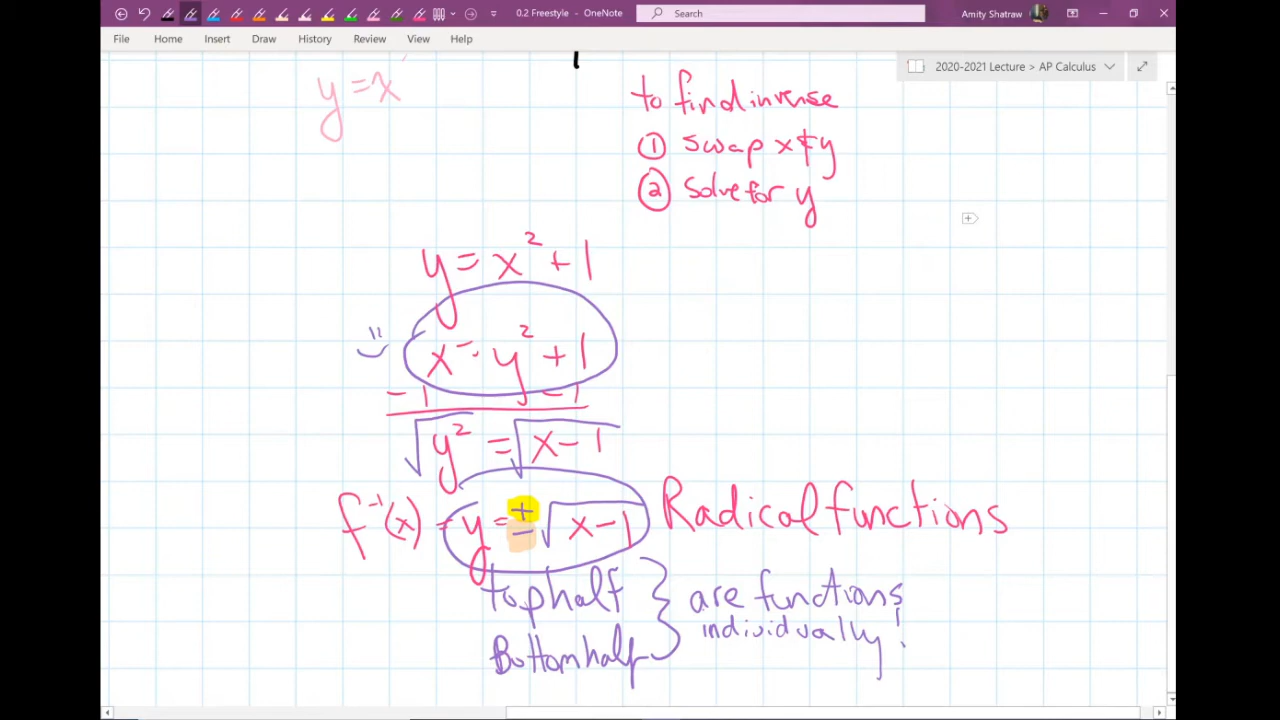 0.2 Freestyle - OneNote
Search
Amity Shatraw
File Home Insert Draw History Review View Help
2020-2021 Lecture > AP Calculus
y = x
to find inverse
① swap x & y
② Solve for y
y = x² + 1
x = y² + 1
- 1 - 1
√y² = √x - 1
f⁻¹(x) = y = ± √x - 1 Radical functions
top half
are functions
individually!
Bottom half